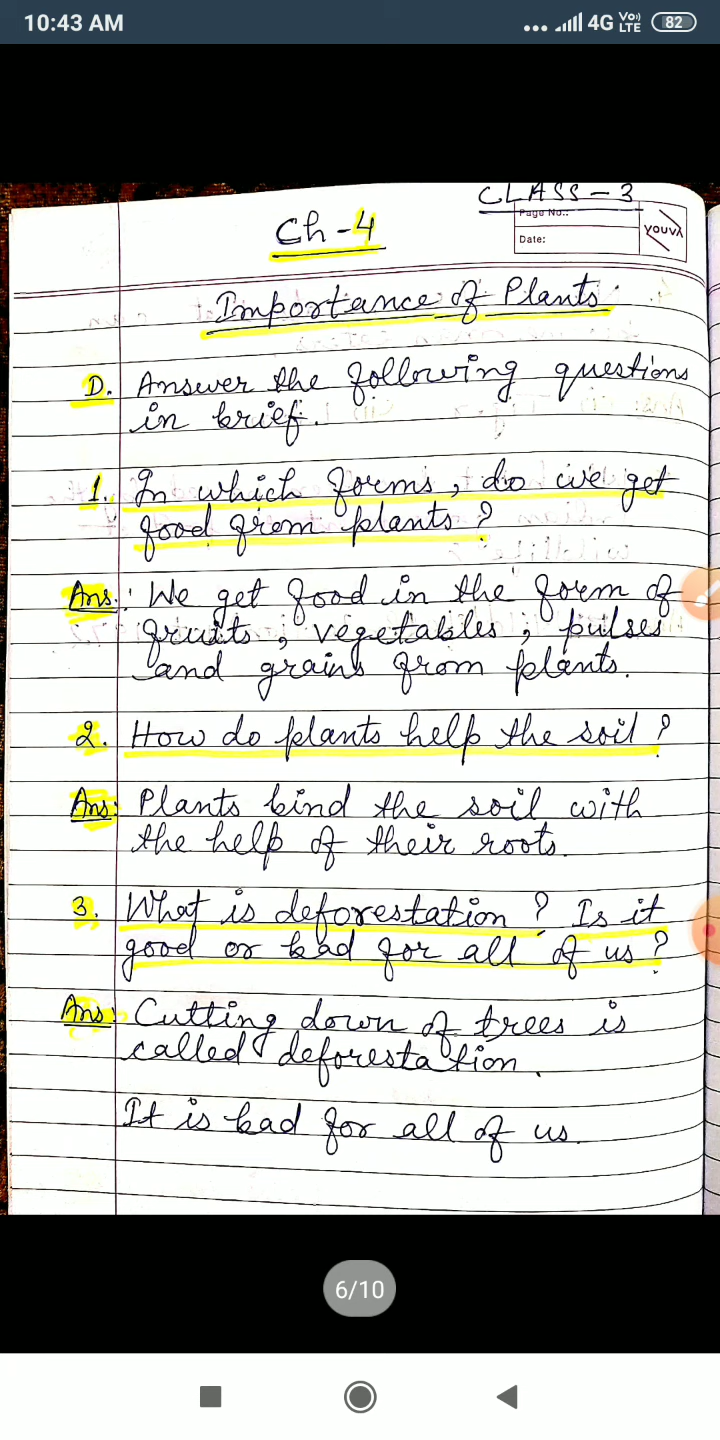 10:43 AM
4G Vo)) LTE 82
CLASS - 3
Page No.:
Date:
YOUVA
Ch - 4
Importance of Plants
D. Answer the following questions
in brief.
1. In which forms, do we get
food from plants?
Ans: We get food in the form of
fruits, vegetables, pulses
and grains from plants.
2. How do plants help the soil?
Ans: Plants bind the soil with
the help of their roots.
3. What is deforestation? Is it
good or bad for all of us?
Ans: Cutting down of trees is
called deforestation.
It is bad for all of us.
6/10